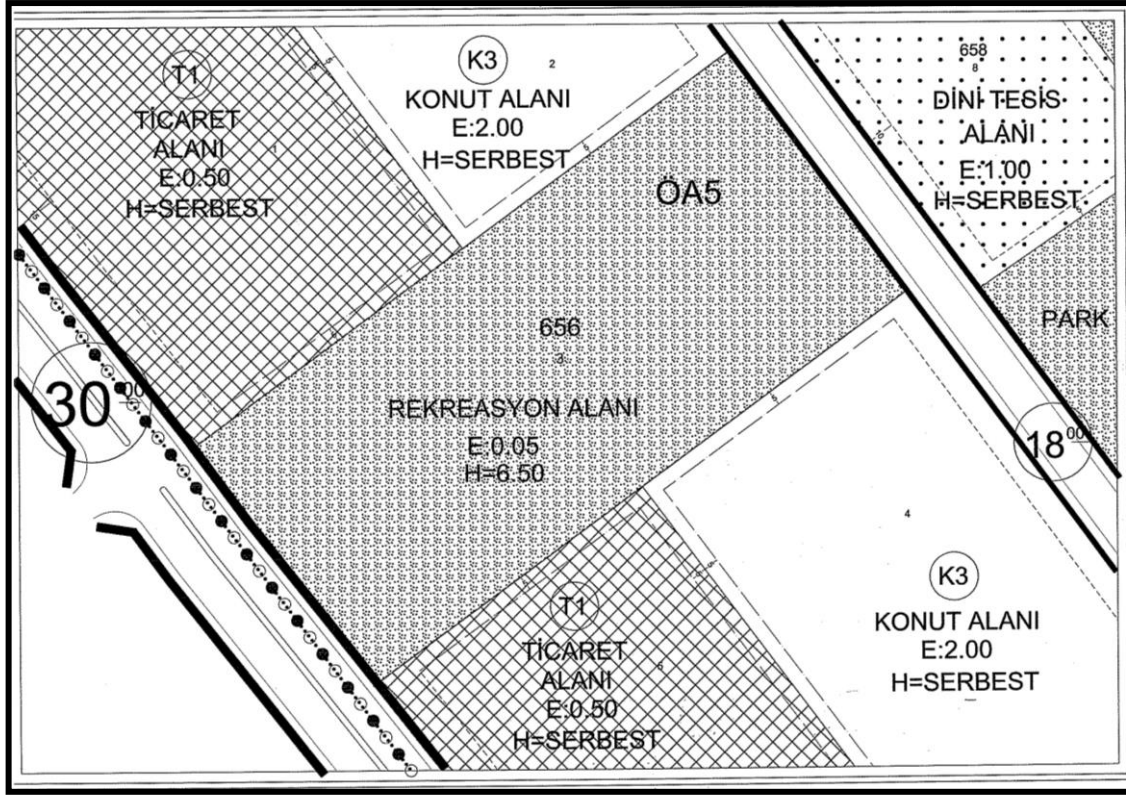 T1
TİCARET
ALANI
E:0.50
H=SERBEST
1
K3
2
KONUT ALANI
E:2.00
H=SERBEST
658
8
DİNİ TESİS
ALANI
E:1.00
H=SERBEST
10
ÖA5
PARK
656
3
REKREASYON ALANI
E:0.05
H=6.50
30 00
18 00
4
T1
TİCARET
ALANI
E:0.50
H=SERBEST
K3
KONUT ALANI
E:2.00
H=SERBEST